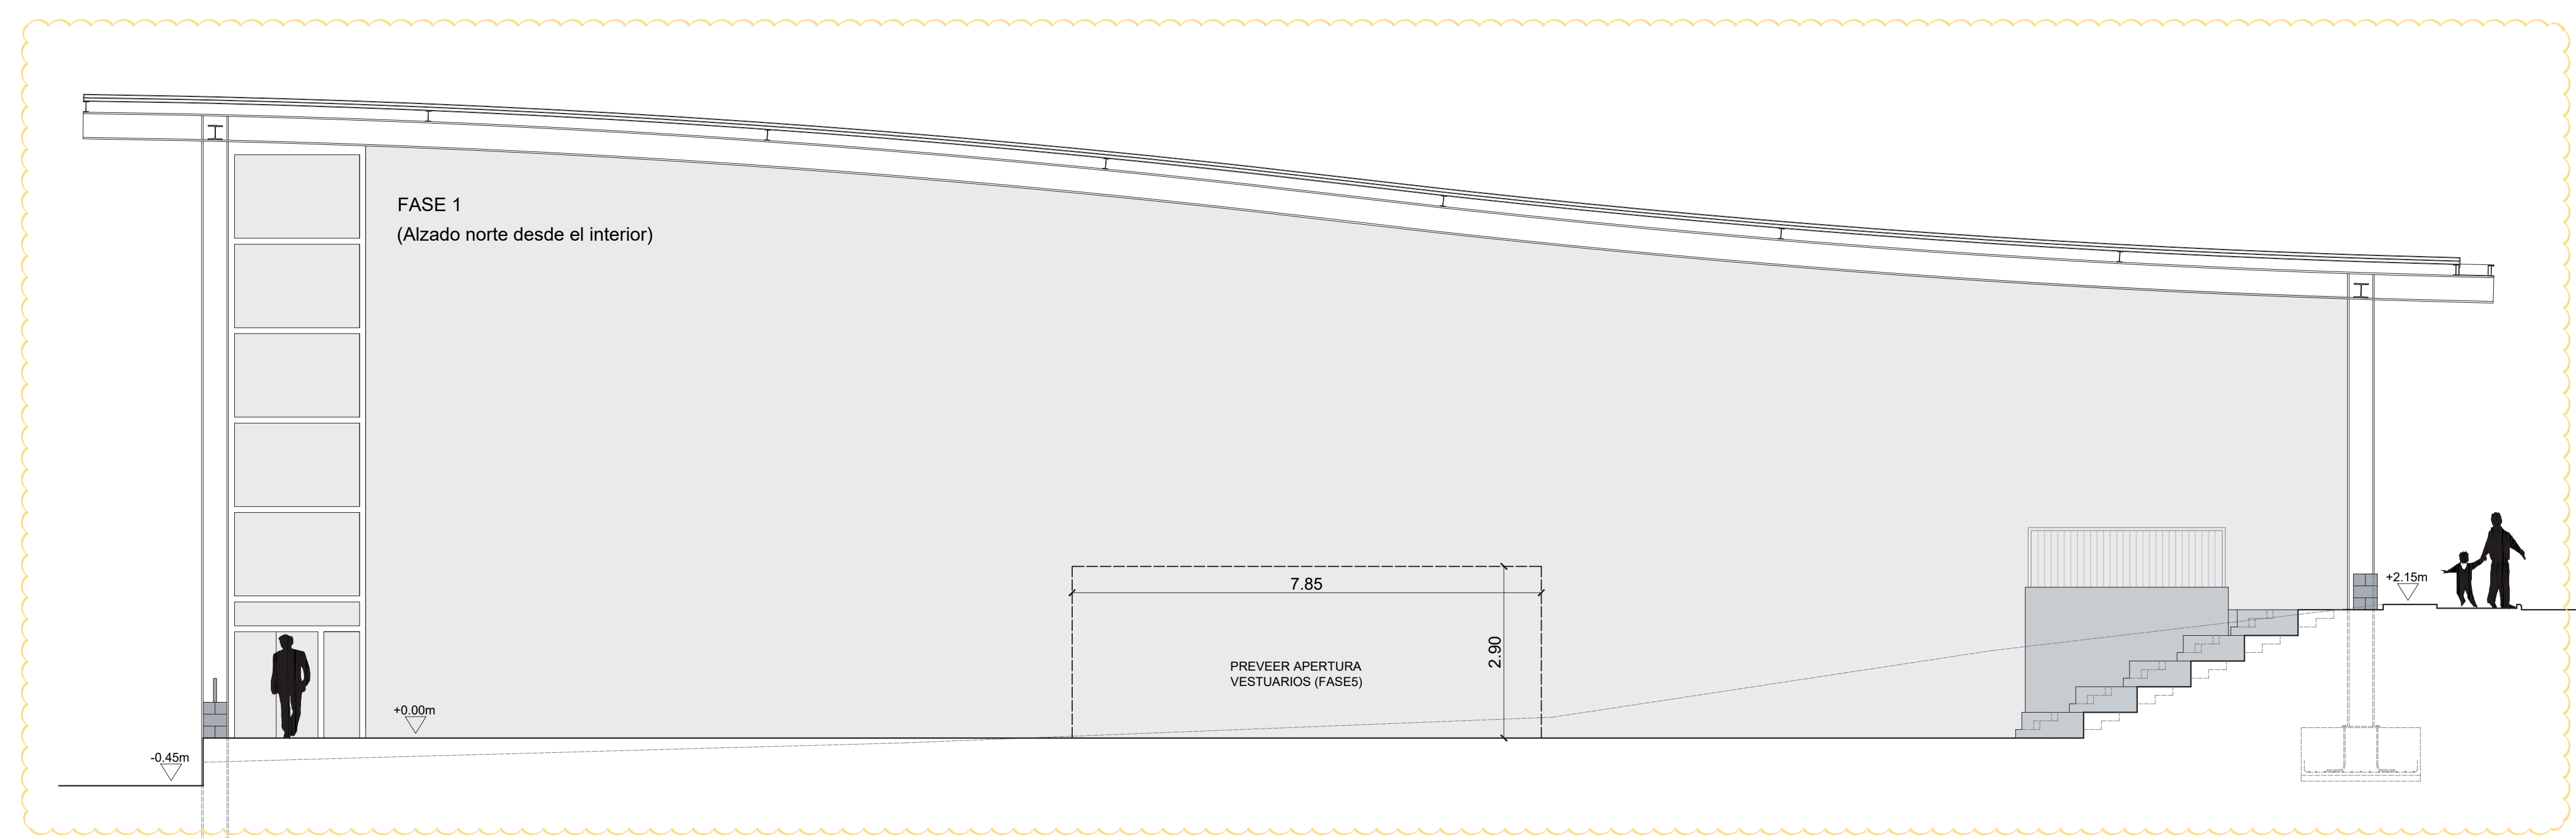 FASE 1
(Alzado norte desde el interior)
7.85
2.90
PREVEER APERTURA
VESTUARIOS (FASE5)
+2.15m
+0.00m
-0.45m